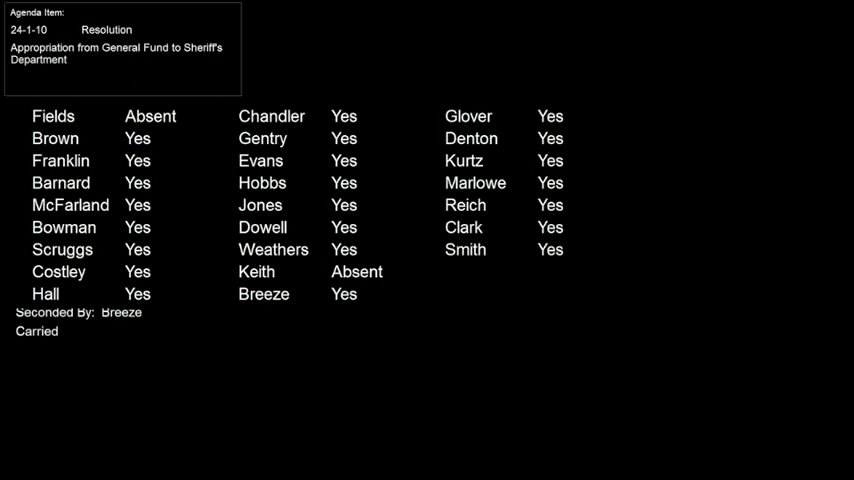 Agenda Item:
24-1-10 Resolution
Appropriation from General Fund to Sheriff's
Department
Fields Absent Chandler Yes Glover Yes
Brown Yes Gentry Yes Denton Yes
Franklin Yes Evans Yes Kurtz Yes
Barnard Yes Hobbs Yes Marlowe Yes
McFarland Yes Jones Yes Reich Yes
Bowman Yes Dowell Yes Clark Yes
Scruggs Yes Weathers Yes Smith Yes
Costley Yes Keith Absent
Hall Yes Breeze Yes
Seconded By: Breeze
Carried